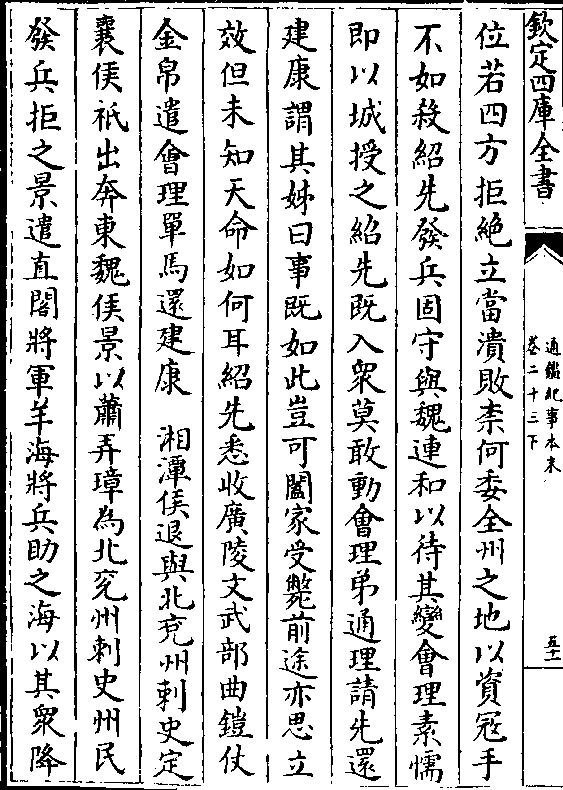 欽定四庫全書
通鑑紀事本末
卷二十三下
五十一
位若四方拒絶立當潰敗柰何委全州之地以資冦手
不如殺紹先發兵固守與魏連和以待其變會理素懦
即以城授之紹先既入衆莫敢動會理弟通理請先還
建康謂其姊曰事既如此豈可闔家受斃前途亦思立
效但未知天命如何耳紹先悉收廣陵文武部曲鎧仗
金帛遣會理單馬還建康　湘潭侯退與北兖州刺史定
襄侯祗出奔東魏侯景以蕭弄璋為北兖州刺史州民
發兵拒之景遣直閤將軍羊海將兵助之海以其衆降